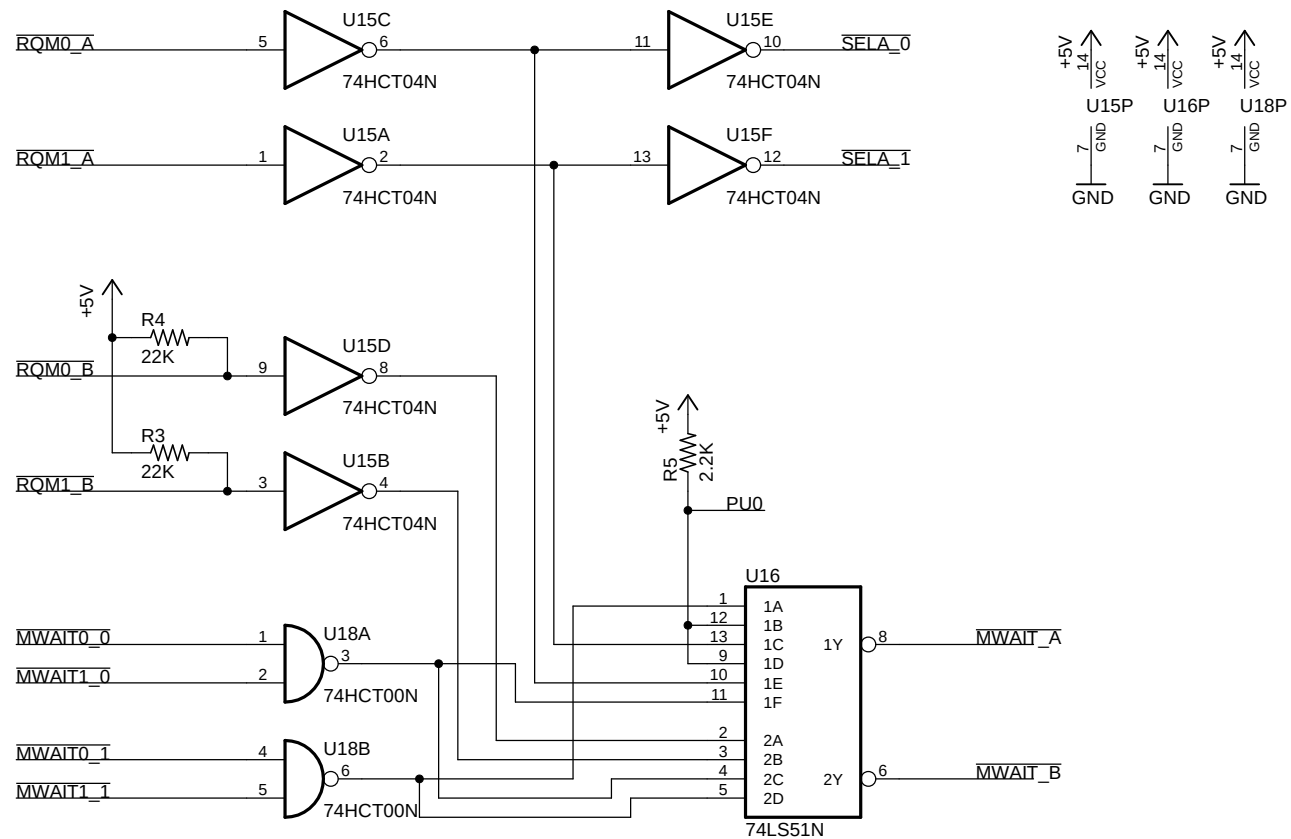 U15C
U15E
RQM0_A 5 6 11 10 SELA_0
74HCT04N
74HCT04N
U15A
U15F
RQM1_A 1 2 13 12 SELA_1
74HCT04N
74HCT04N
+5V 14 VCC
+5V 14 VCC
+5V 14 VCC
U15P U16P U18P
7 GND
7 GND
7 GND
GND GND GND
+5V
R4
22K
U15D
RQM0_B 9 8
74HCT04N
R3
22K
U15B
RQM1_B 3 4
74HCT04N
+5V
R5
2.2K
PU0
U16
1 1A
12 1B
13 1C
9 1D
10 1E
11 1F
2 2A
3 2B
4 2C
5 2D
1Y 8 MWAIT_A
2Y 6 MWAIT_B
74LS51N
U18A
MWAIT0_0 1
3
MWAIT1_0 2
74HCT00N
U18B
MWAIT0_1 4
6
MWAIT1_1 5
74HCT00N